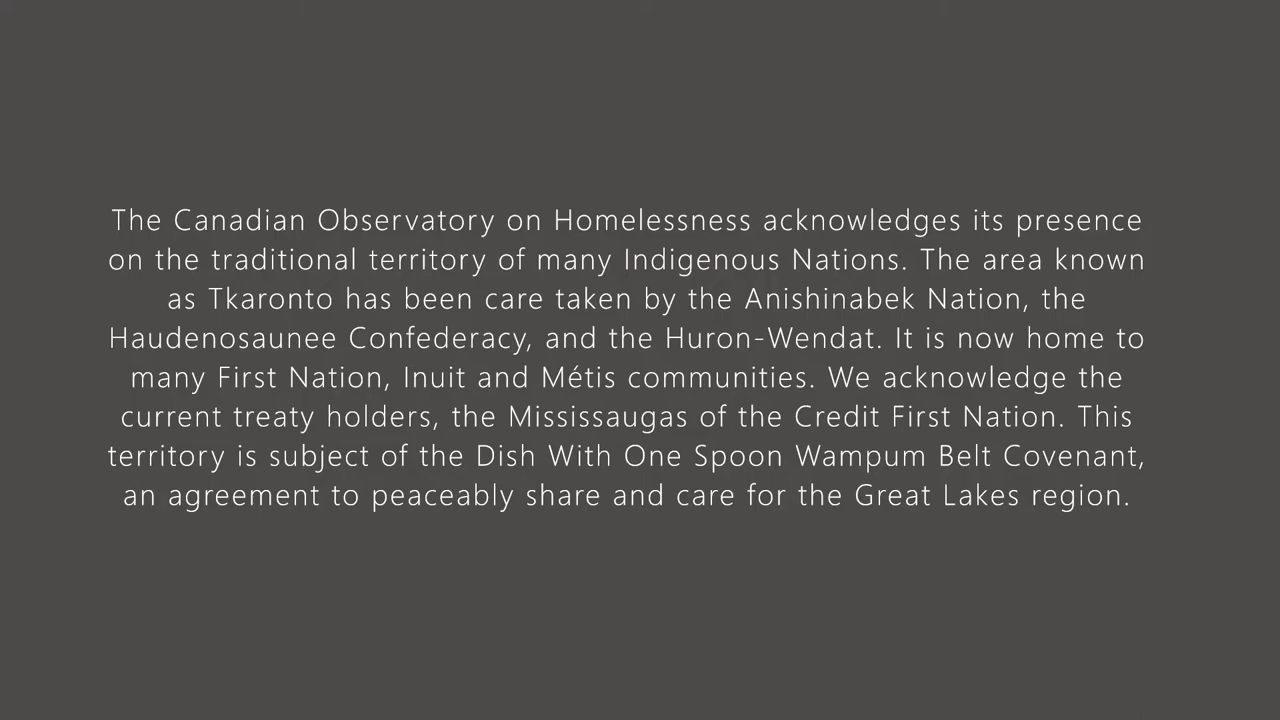 The Canadian Observatory on Homelessness acknowledges its presence
on the traditional territory of many Indigenous Nations. The area known
as Tkaronto has been care taken by the Anishinabek Nation, the
Haudenosaunee Confederacy, and the Huron-Wendat. It is now home to
many First Nation, Inuit and Métis communities. We acknowledge the
current treaty holders, the Mississaugas of the Credit First Nation. This
territory is subject of the Dish With One Spoon Wampum Belt Covenant,
an agreement to peaceably share and care for the Great Lakes region.